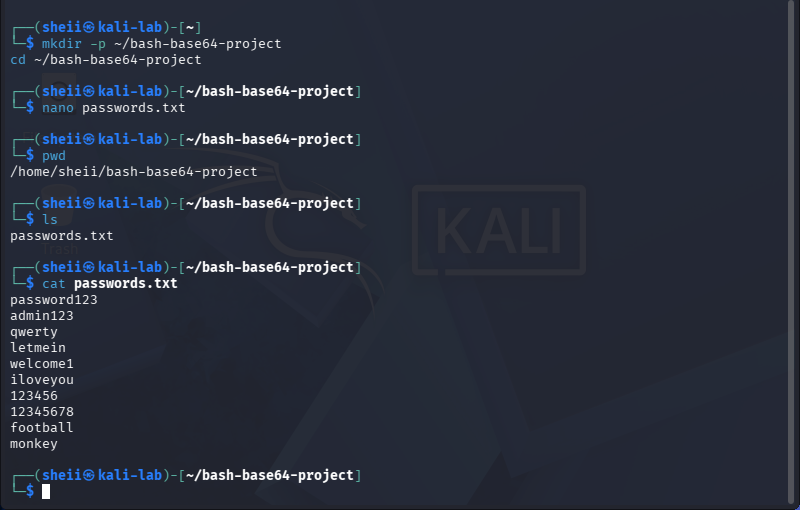 ┌──(sheii㉿kali-lab)-[~]
└─$ mkdir -p ~/bash-base64-project
cd ~/bash-base64-project
┌──(sheii㉿kali-lab)-[~/bash-base64-project]
└─$ nano passwords.txt
┌──(sheii㉿kali-lab)-[~/bash-base64-project]
└─$ pwd
/home/sheii/bash-base64-project
┌──(sheii㉿kali-lab)-[~/bash-base64-project]
└─$ ls
passwords.txt
┌──(sheii㉿kali-lab)-[~/bash-base64-project]
└─$ cat passwords.txt
password123
admin123
qwerty
letmein
welcome1
iloveyou
123456
12345678
football
monkey
┌──(sheii㉿kali-lab)-[~/bash-base64-project]
└─$
KALI